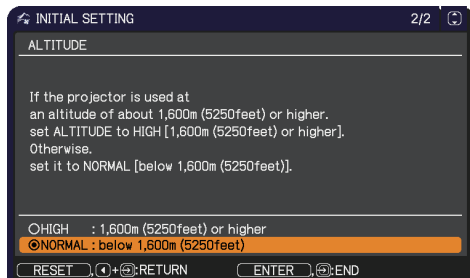 INITIAL SETTING 2/2
ALTITUDE
If the projector is used at
an altitude of about 1,600m (5250feet) or higher.
set ALTITUDE to HIGH [1,600m (5250feet) or higher].
Otherwise.
set it to NORMAL [below 1,600m (5250feet)].
HIGH : 1,600m (5250feet) or higher
NORMAL : below 1,600m (5250feet)
RESET , + :RETURN ENTER , :END